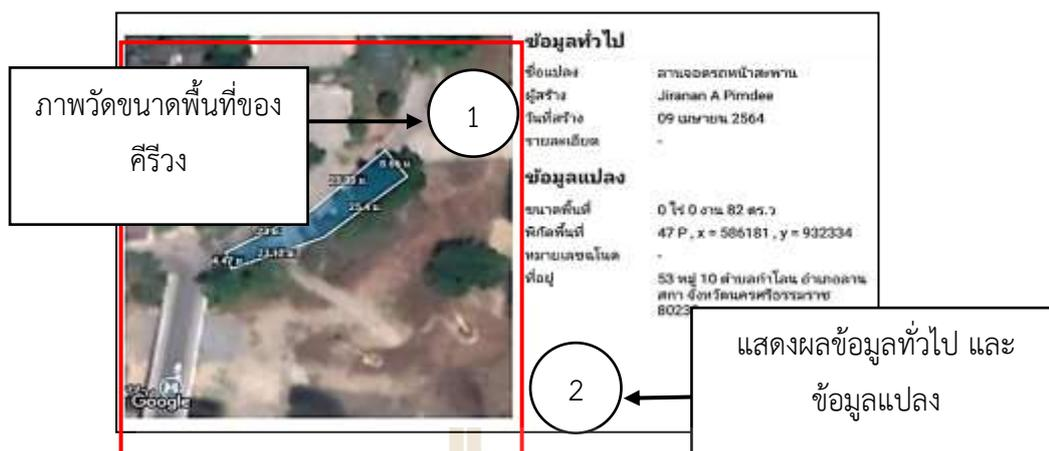 ภาพวัดขนาดพื้นที่ของ
คีรีวง
1
ข้อมูลทั่วไป
ชื่อแปลง ลานจอดรถหน้าสะพาน
ผู้สร้าง Jiranan A Pimdee
วันที่สร้าง 09 เมษายน 2564
รายละเอียด -
ข้อมูลแปลง
ขนาดพื้นที่ 0 ไร่ 0 งาน 82 ตร.ว
พิกัดพื้นที่ 47 P , x = 586181 , y = 932334
หมายเลขโฉนด -
ที่อยู่ 53 หมู่ 10 ตำบลกำโลน อำเภอลาน
สกา จังหวัดนครศรีธรรมราช
8023
Google
2
แสดงผลข้อมูลทั่วไป และ
ข้อมูลแปลง